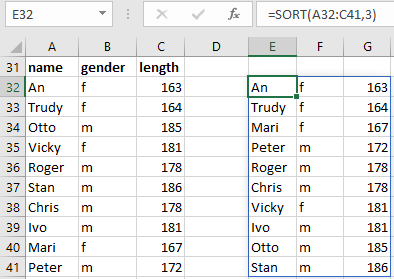 E32 fx =SORT(A32:C41,3)
A B C D E F G
31 name gender length
32 An f 163 An f 163
33 Trudy f 164 Trudy f 164
34 Otto m 185 Mari f 167
35 Vicky f 181 Peter m 172
36 Roger m 178 Roger m 178
37 Stan m 186 Chris m 178
38 Chris m 178 Vicky f 181
39 Ivo m 181 Ivo m 181
40 Mari f 167 Otto m 185
41 Peter m 172 Stan m 186